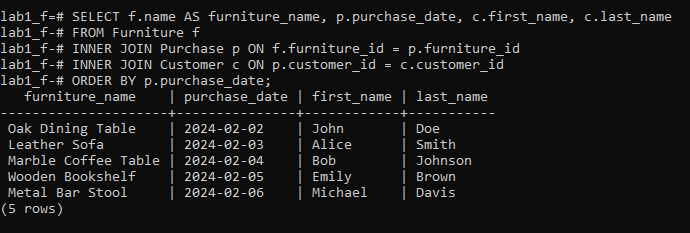 lab1_f=# SELECT f.name AS furniture_name, p.purchase_date, c.first_name, c.last_name
lab1_f-# FROM Furniture f
lab1_f-# INNER JOIN Purchase p ON f.furniture_id = p.furniture_id
lab1_f-# INNER JOIN Customer c ON p.customer_id = c.customer_id
lab1_f-# ORDER BY p.purchase_date;
   furniture_name    | purchase_date | first_name | last_name
---------------------+---------------+------------+-----------
 Oak Dining Table    | 2024-02-02    | John       | Doe
 Leather Sofa        | 2024-02-03    | Alice      | Smith
 Marble Coffee Table | 2024-02-04    | Bob        | Johnson
 Wooden Bookshelf    | 2024-02-05    | Emily      | Brown
 Metal Bar Stool     | 2024-02-06    | Michael    | Davis
(5 rows)